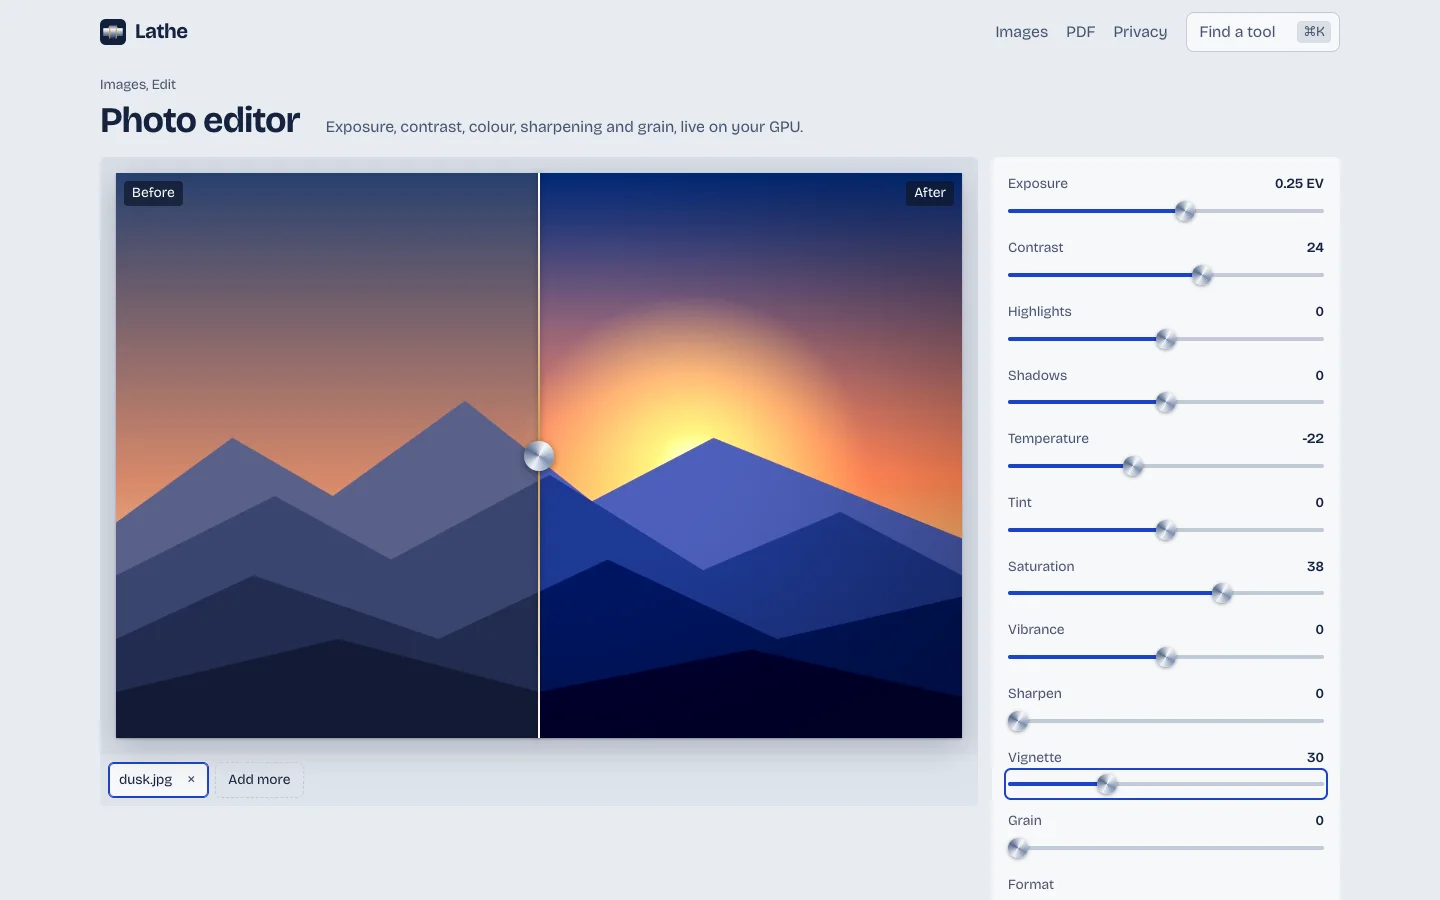 Lathe
Images PDF Privacy Find a tool ⌘K
Images, Edit
Photo editor
Exposure, contrast, colour, sharpening and grain, live on your GPU.
Before
After
Exposure 0.25 EV
Contrast 24
Highlights 0
Shadows 0
Temperature -22
Tint 0
Saturation 38
Vibrance 0
Sharpen 0
Vignette 30
Grain 0
Format
dusk.jpg ×
Add more